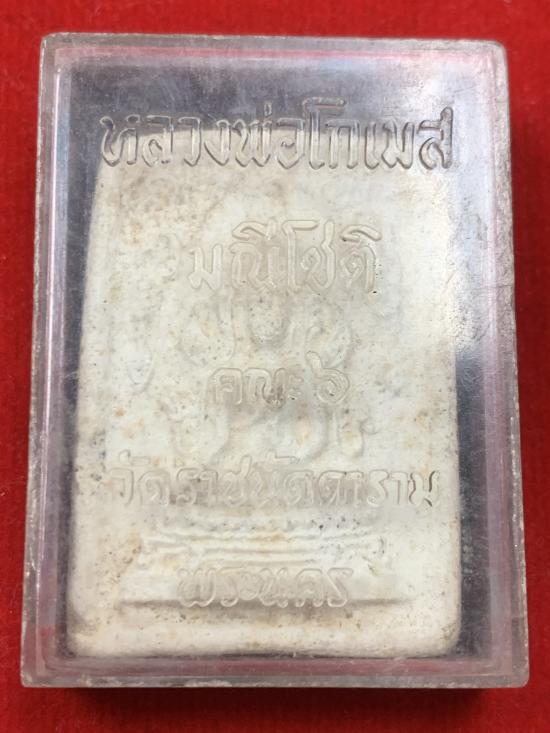 หลวงพ่อโกเมส
มณีโชติ
คณะ ๖
วัดราชนัดดาราม
พระนคร